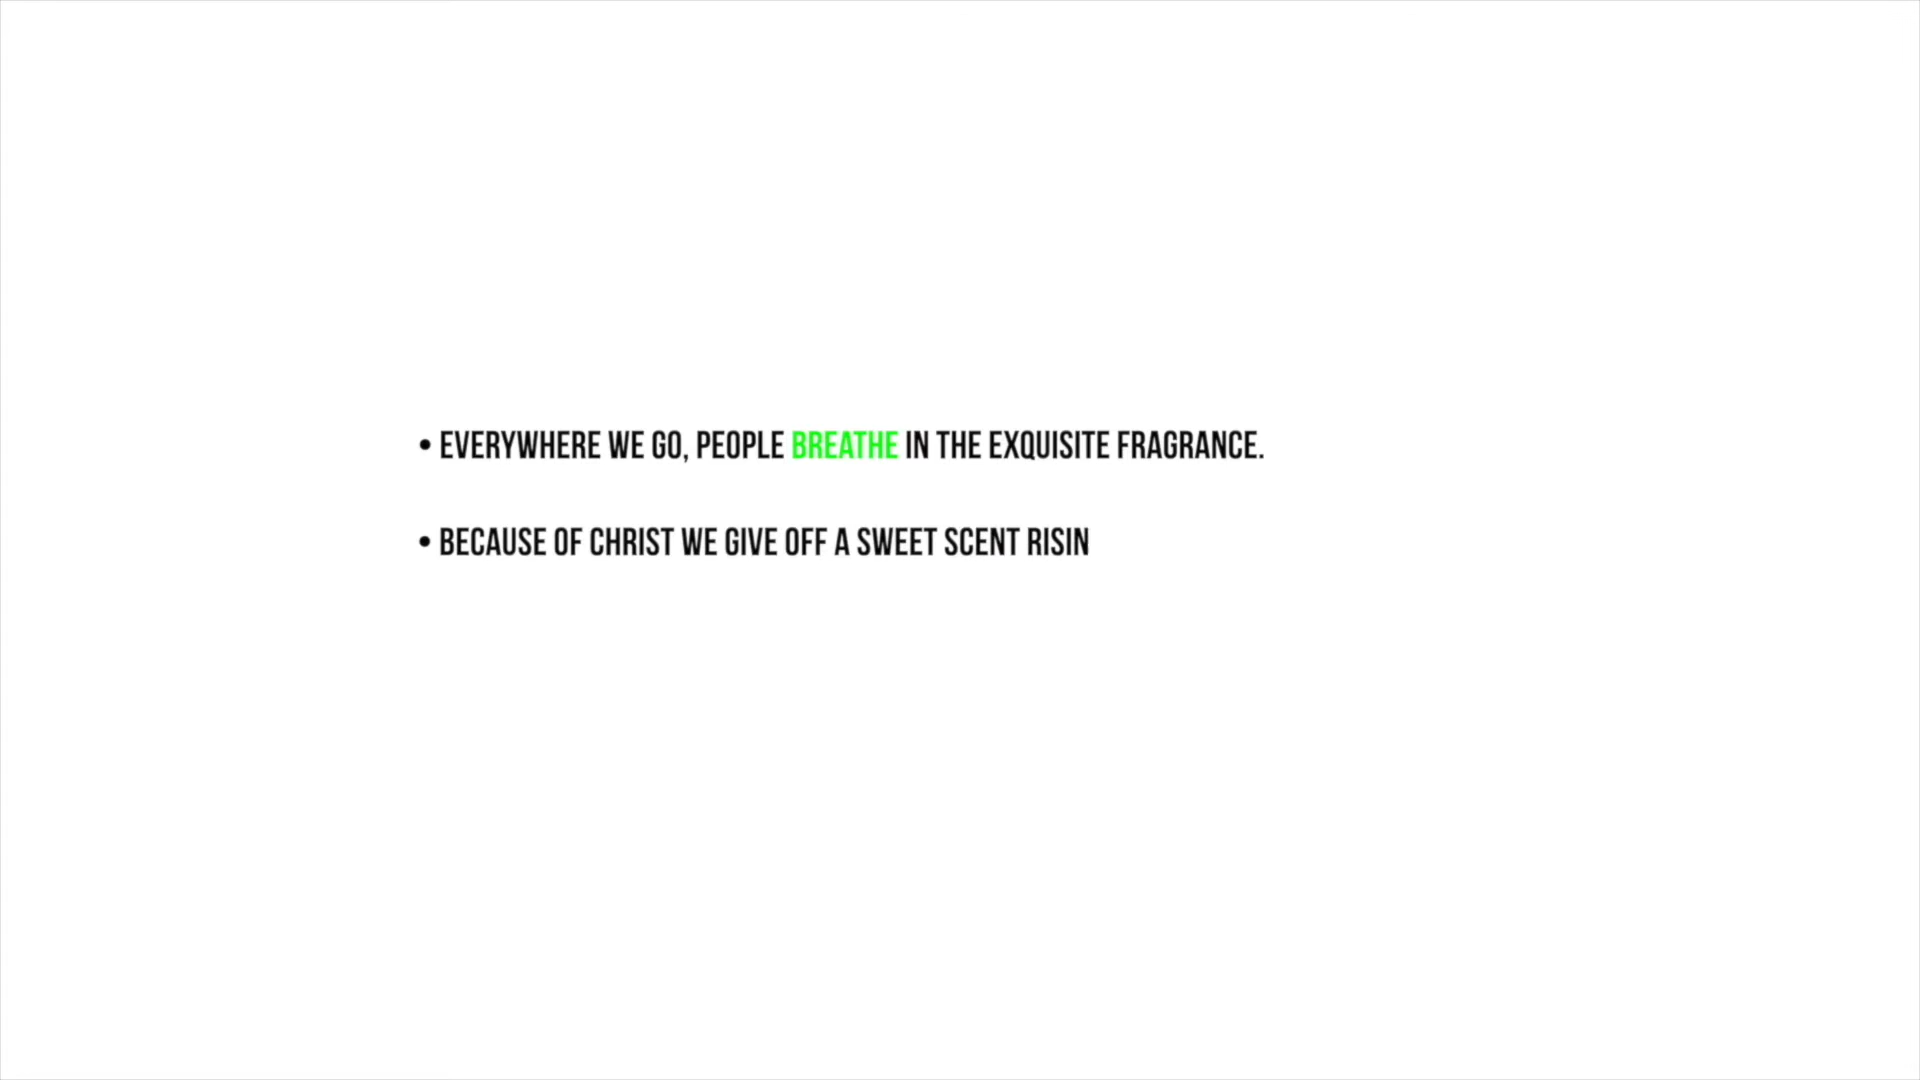 • EVERYWHERE WE GO, PEOPLE BREATHE IN THE EXQUISITE FRAGRANCE.
• BECAUSE OF CHRIST WE GIVE OFF A SWEET SCENT RISIN